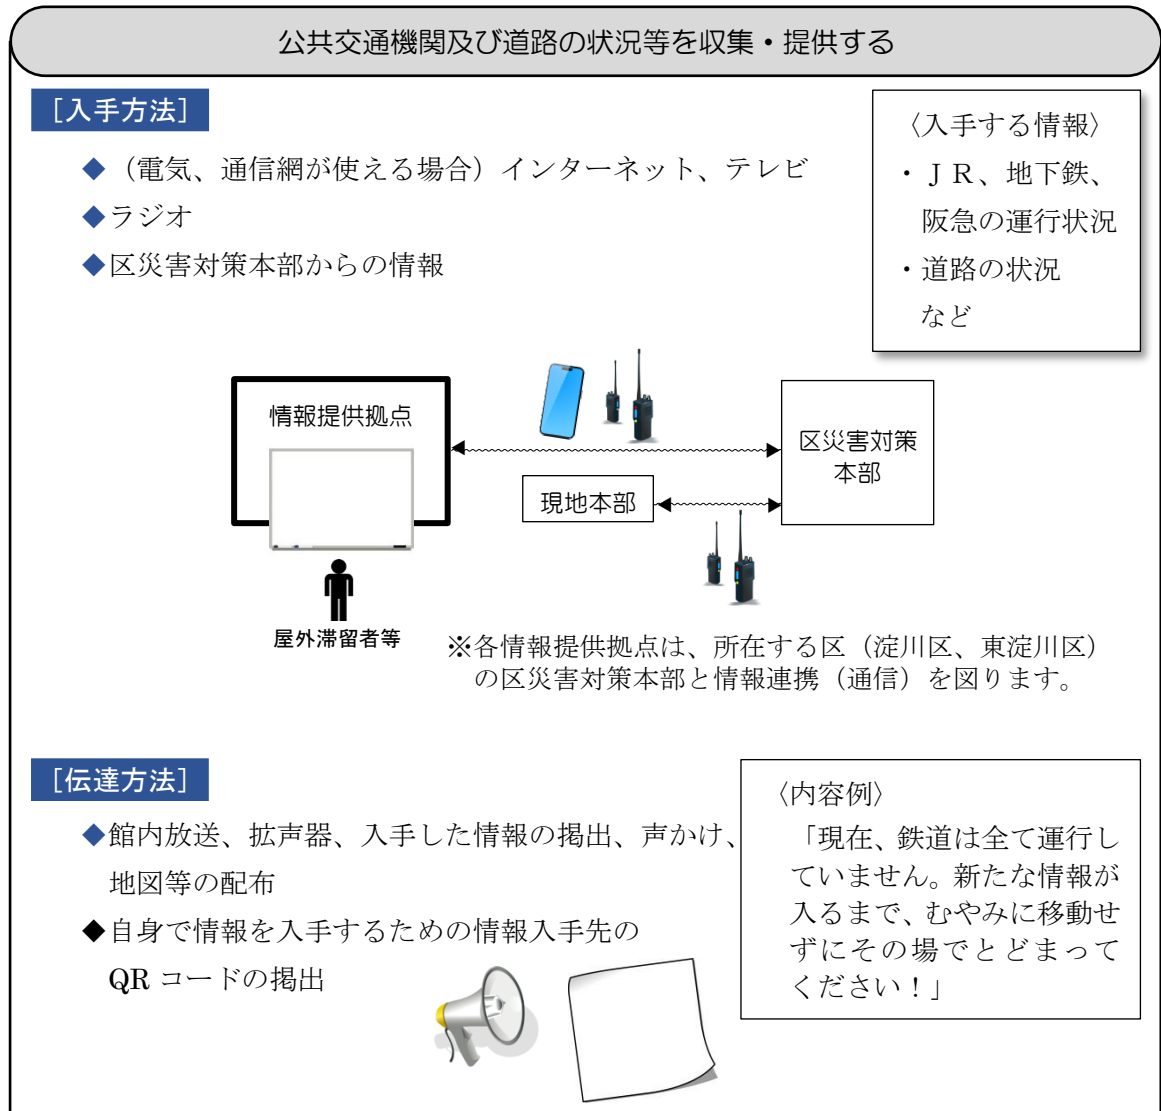 公共交通機関及び道路の状況等を収集・提供する
［入手方法］
◆（電気、通信網が使える場合）インターネット、テレビ
◆ラジオ
◆区災害対策本部からの情報
〈入手する情報〉
・ＪＲ、地下鉄、
阪急の運行状況
・道路の状況
など
情報提供拠点
区災害対策
本部
現地本部
屋外滞留者等
※各情報提供拠点は、所在する区（淀川区、東淀川区）
の区災害対策本部と情報連携（通信）を図ります。
［伝達方法］
◆館内放送、拡声器、入手した情報の掲出、声かけ、
地図等の配布
◆自身で情報を入手するための情報入手先の
QR コードの掲出
〈内容例〉
「現在、鉄道は全て運行し
ていません。新たな情報が
入るまで、むやみに移動せ
ずにその場でとどまって
ください！」